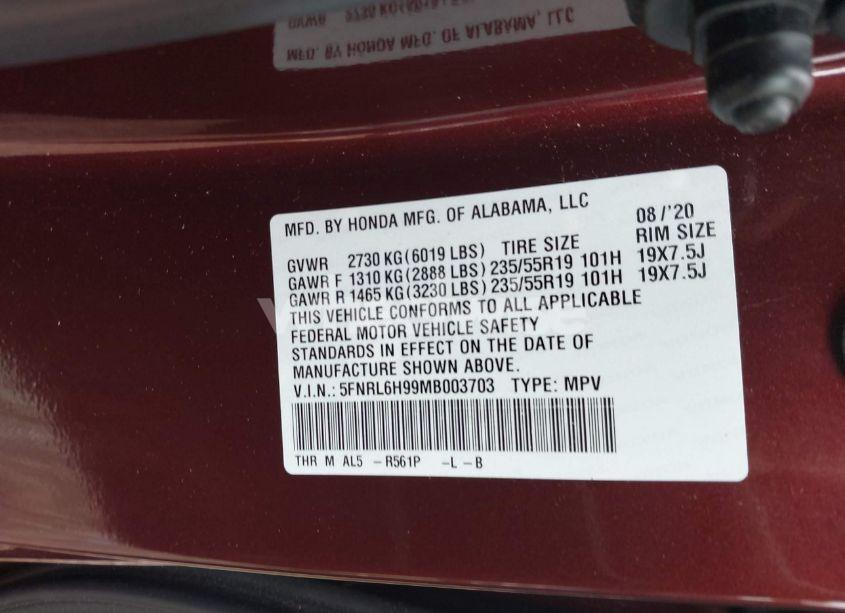 MFD. BY HONDA MFG. OF ALABAMA, LLC 08/'20
GVWR 2730 KG(6019 LBS) TIRE SIZE RIM SIZE
GAWR F 1310 KG(2888 LBS) 235/55R19 101H 19X7.5J
GAWR R 1465 KG(3230 LBS) 235/55R19 101H 19X7.5J
THIS VEHICLE CONFORMS TO ALL APPLICABLE
FEDERAL MOTOR VEHICLE SAFETY
STANDARDS IN EFFECT ON THE DATE OF
MANUFACTURE SHOWN ABOVE.
V.I.N.: 5FNRL6H99MB003703 TYPE: MPV
THR M AL5 -R561P -L-B